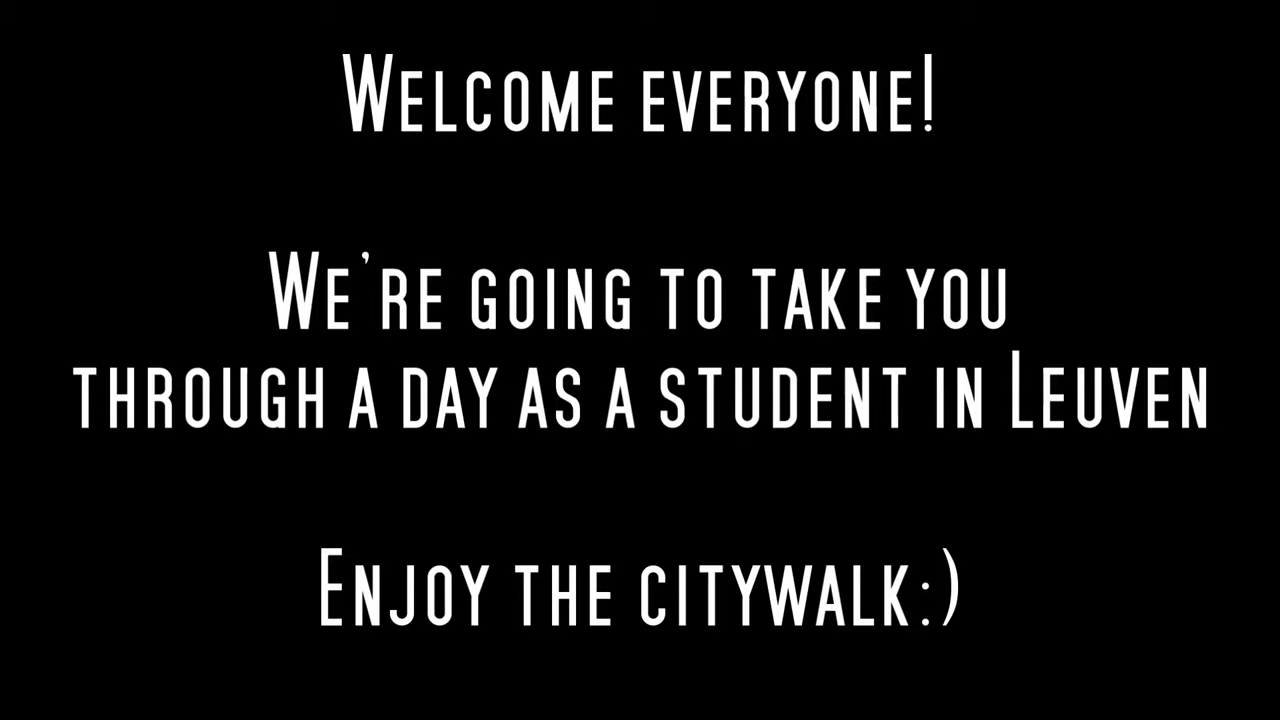 Welcome everyone!
We're going to take you
through a day as a student in Leuven
Enjoy the citywalk:)